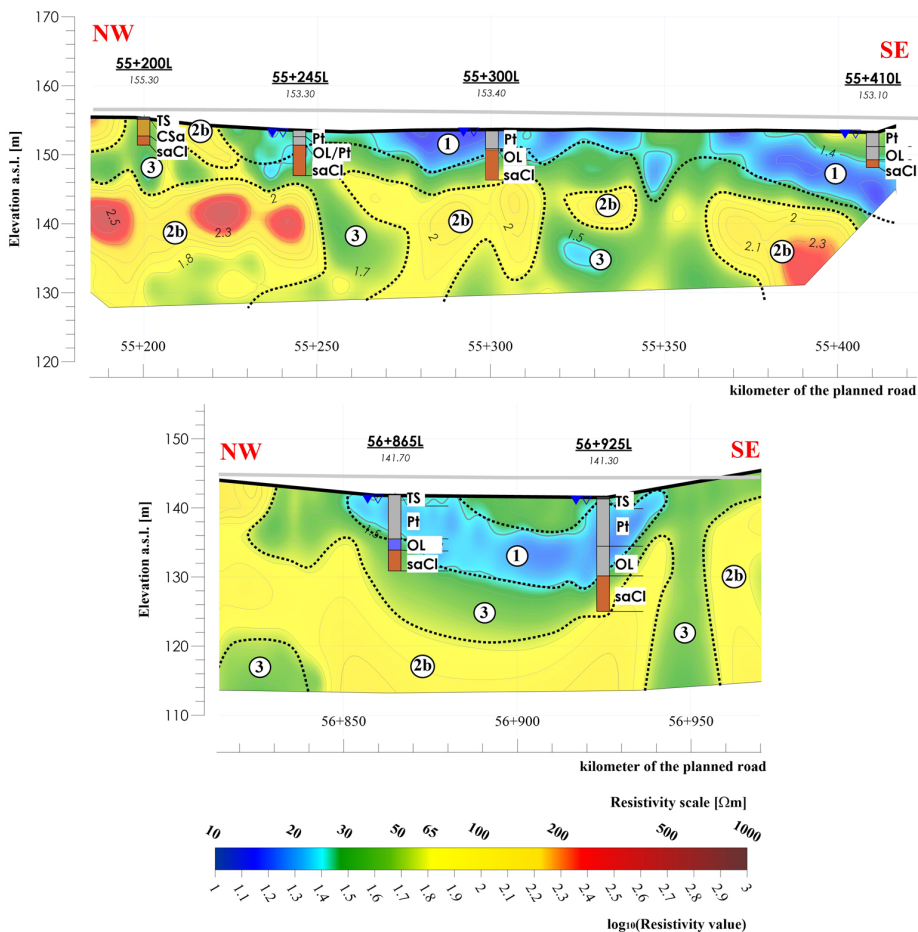 170
NW
SE
55+200L
155.30
55+245L
153.30
55+300L
153.40
55+410L
153.10
160
TS
CSa
saCl
2b
Pt
OL/Pt
saCl
1
Pt
OL
saCl
1.4
Pt
OL
saCl
150
3
1
2.5
2
2b
2
140
2b
2.3
3
2b
2
2
1.5
3
2.1
2b
2.3
1.8
1.7
130
120
Elevation a.s.l. [m]
55+200
55+250
55+300
55+350
55+400
kilometer of the planned road
150
NW
SE
56+865L
141.70
56+925L
141.30
140
TS
Pt
OL
saCl
1.5
1
TS
Pt
OL
saCl
130
2b
3
120
3
3
2b
110
Elevation a.s.l. [m]
56+850
56+900
56+950
kilometer of the planned road
Resistivity scale [Ωm]
10 20 30 50 65 100 200 500 1000
1 1.1 1.2 1.3 1.4 1.5 1.6 1.7 1.8 1.9 2 2.1 2.2 2.3 2.4 2.5 2.6 2.7 2.8 2.9 3
log10(Resistivity value)